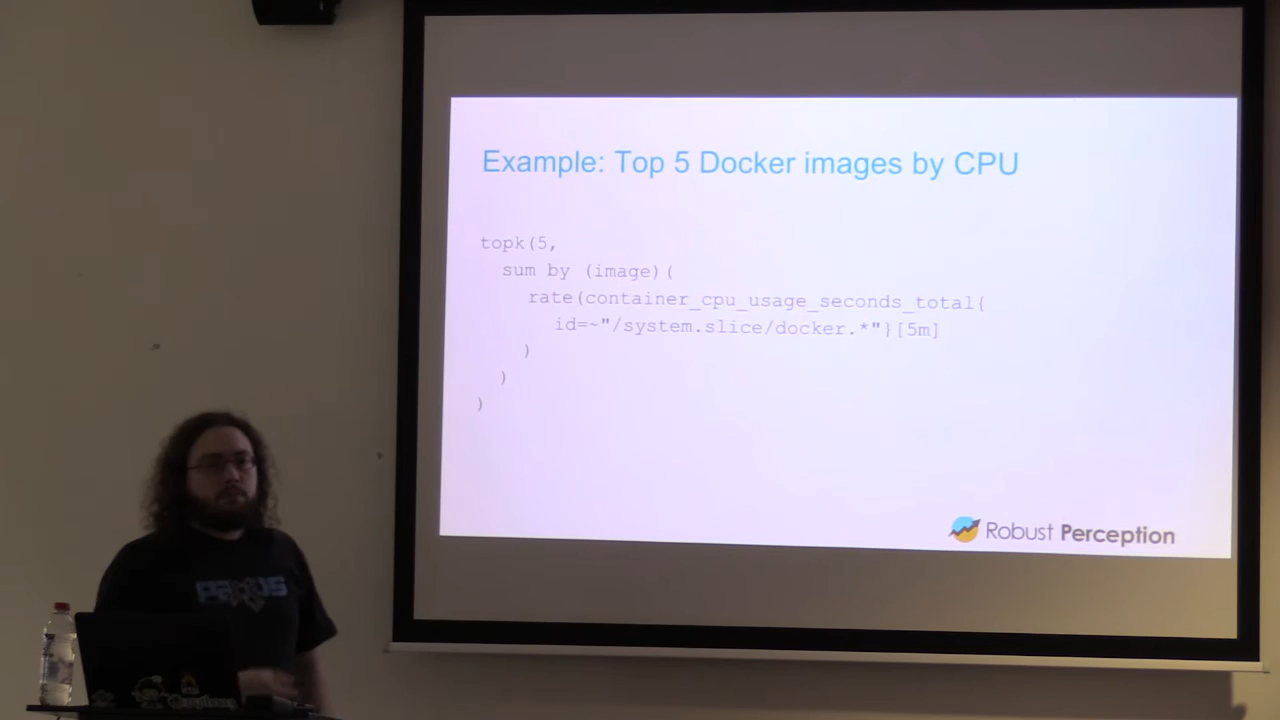 Example: Top 5 Docker images by CPU
topk(5,
sum by (image)(
rate(container_cpu_usage_seconds_total{
id=~"/system.slice/docker.*"}[5m]
)
)
)
Robust Perception